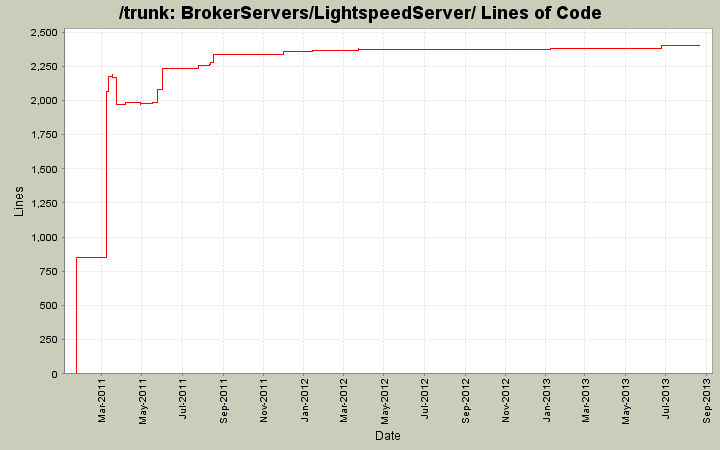 /trunk: BrokerServers/LightspeedServer/ Lines of Code
Lines
2,500
2,250
2,000
1,750
1,500
1,250
1,000
750
500
250
0
Mar-2011
May-2011
Jul-2011
Sep-2011
Nov-2011
Jan-2012
Mar-2012
May-2012
Jul-2012
Sep-2012
Nov-2012
Jan-2013
Mar-2013
May-2013
Jul-2013
Sep-2013
Date